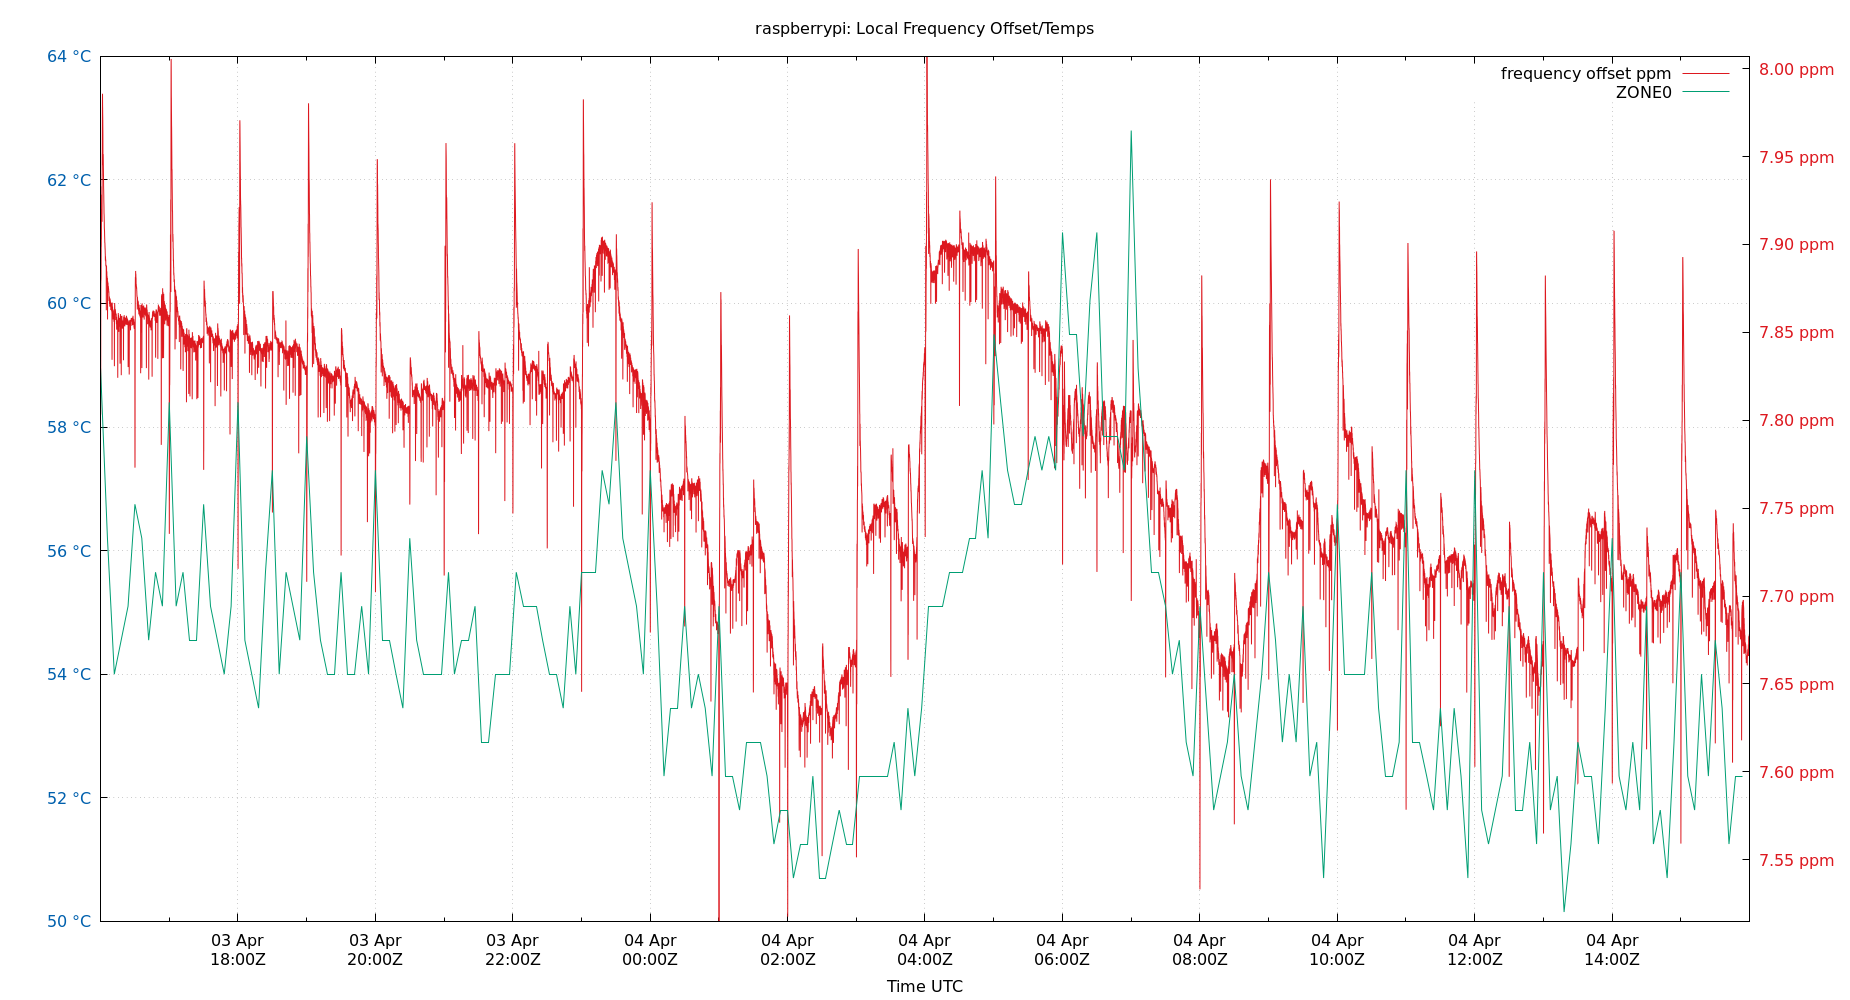 raspberrypi: Local Frequency Offset/Temps
64 °C
62 °C
60 °C
58 °C
56 °C
54 °C
52 °C
50 °C
frequency offset ppm
ZONE0
8.00 ppm
7.95 ppm
7.90 ppm
7.85 ppm
7.80 ppm
7.75 ppm
7.70 ppm
7.65 ppm
7.60 ppm
7.55 ppm
03 Apr
18:00Z
03 Apr
20:00Z
03 Apr
22:00Z
04 Apr
00:00Z
04 Apr
02:00Z
04 Apr
04:00Z
04 Apr
06:00Z
04 Apr
08:00Z
04 Apr
10:00Z
04 Apr
12:00Z
04 Apr
14:00Z
Time UTC